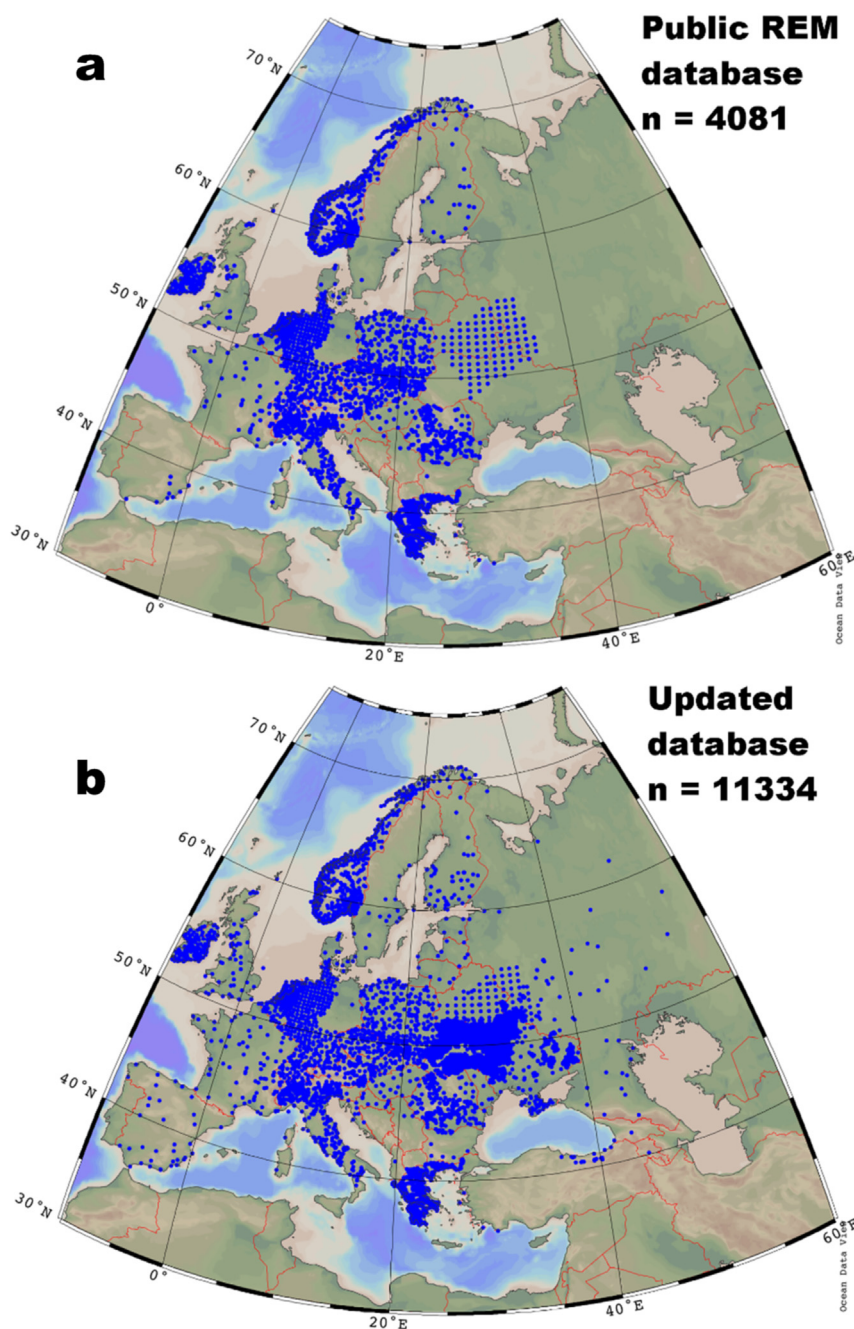 a
Public REM
database
n = 4081
70°N
60°N
50°N
40°N
30°N
0°
20°E
40°E
60°E
Ocean Data View
b
Updated
database
n = 11334
70°N
60°N
50°N
40°N
30°N
0°
20°E
40°E
60°E
Ocean Data View